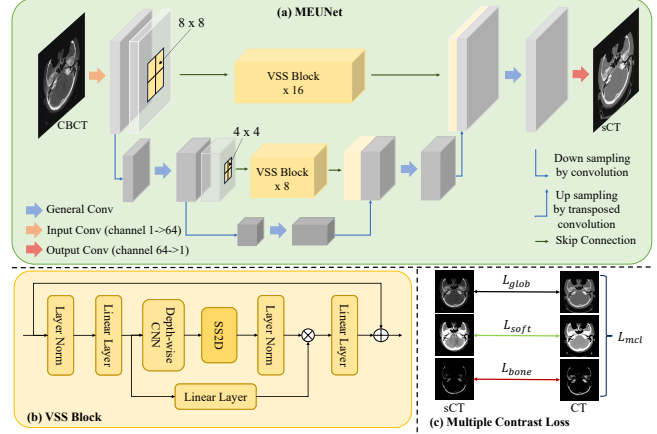 (a) MEUNet
8 x 8
VSS Block
x 16
CBCT
sCT
4 x 4
VSS Block
x 8
General Conv
Input Conv (channel 1->64)
Output Conv (channel 64->1)
Down sampling
by convolution
Up sampling
by transposed
convolution
Skip Connection
Layer Norm
Linear Layer
Depth-wise
CNN
SS2D
Layer Norm
Linear Layer
Linear Layer
(b) VSS Block
L_glob
L_soft
L_bone
L_mcl
sCT
CT
(c) Multiple Contrast Loss